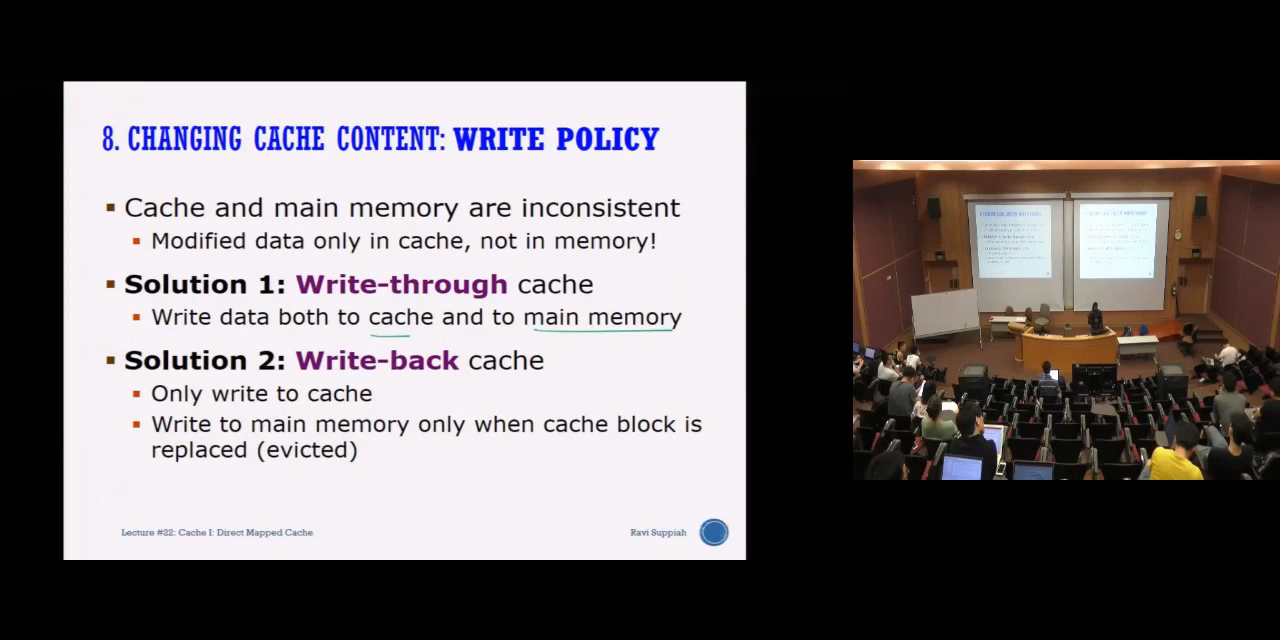 8. CHANGING CACHE CONTENT: WRITE POLICY
▪ Cache and main memory are inconsistent
▪ Modified data only in cache, not in memory!
▪ Solution 1: Write-through cache
▪ Write data both to cache and to main memory
▪ Solution 2: Write-back cache
▪ Only write to cache
▪ Write to main memory only when cache block is
replaced (evicted)
Lecture #22: Cache I: Direct Mapped Cache
Ravi Suppiah